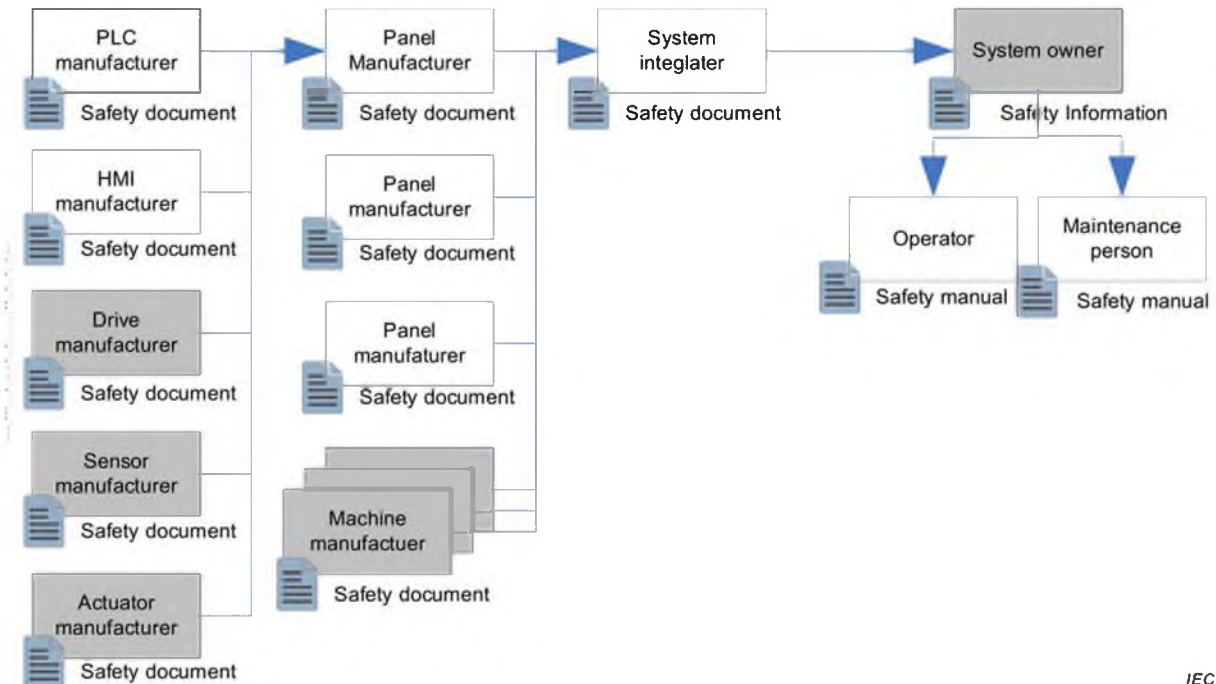 PLC
manufacturer
Safety document
HMI
manufacturer
Safety document
Drive
manufacturer
Safety document
Sensor
manufacturer
Safety document
Actuator
manufacturer
Safety document
Panel
Manufacturer
Safety document
Panel
manufacturer
Safety document
Panel
manufaturer
Safety document
Machine
manufactuer
Safety document
System
integlater
Safety document
System owner
Safety Information
Operator
Safety manual
Maintenance
person
Safety manual
IEC